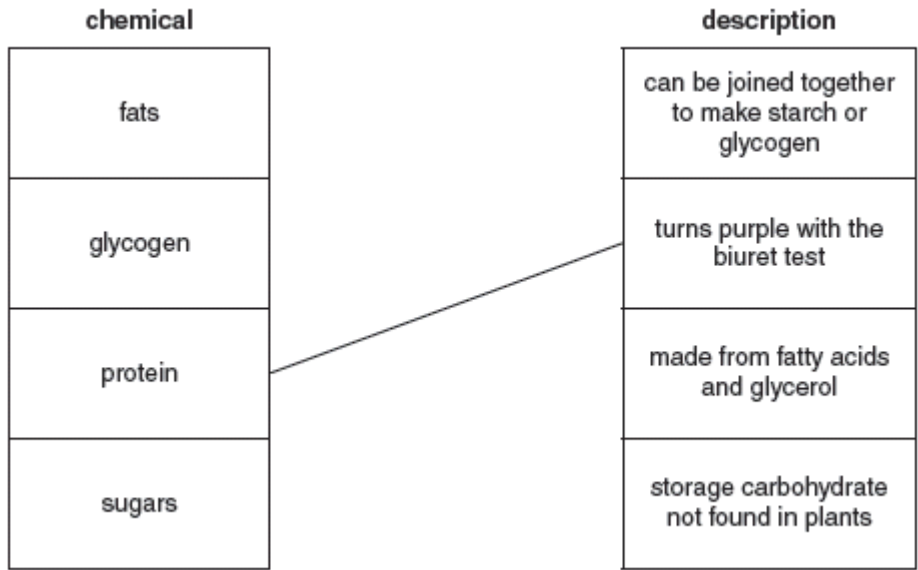 chemical
fats
glycogen
protein
sugars
description
can be joined together
to make starch or
glycogen
turns purple with the
biuret test
made from fatty acids
and glycerol
storage carbohydrate
not found in plants